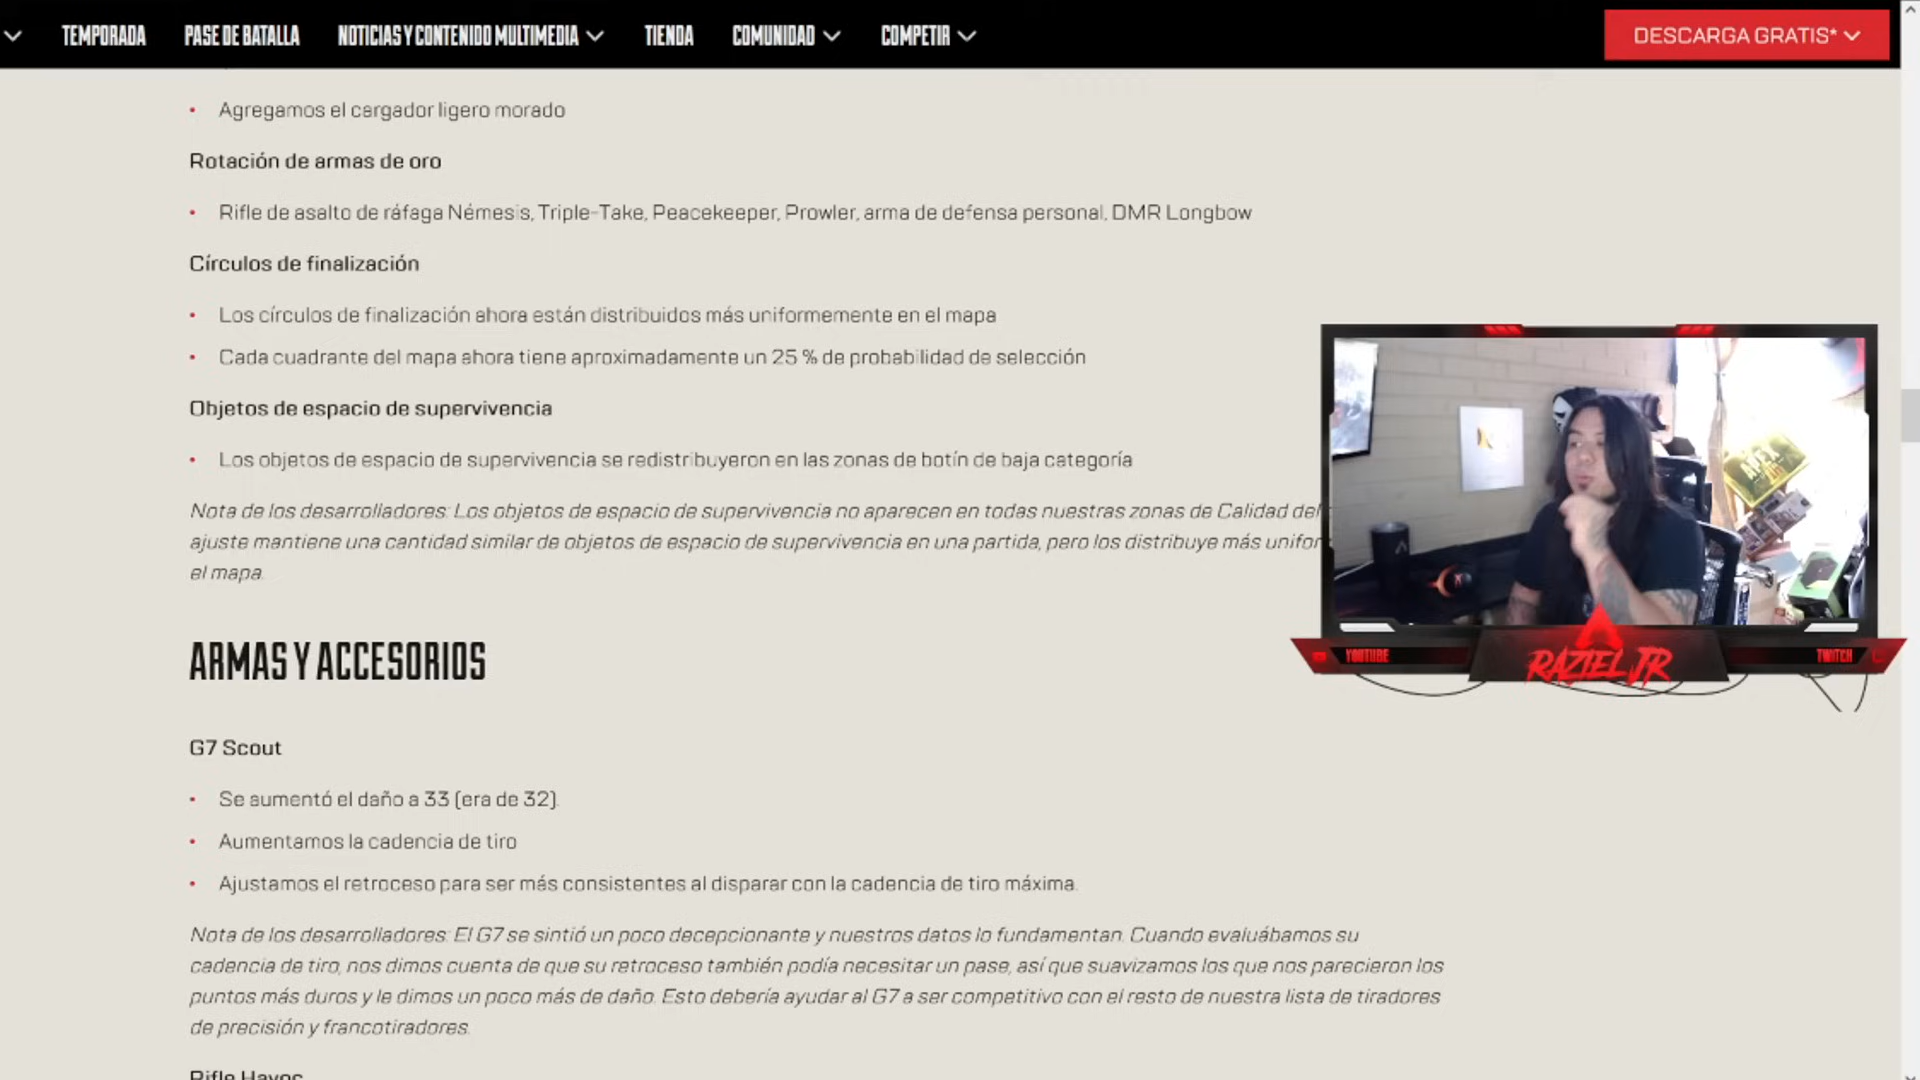 TEMPORADA PASE DE BATALLA NOTICIAS Y CONTENIDO MULTIMEDIA TIENDA COMUNIDAD COMPETIR DESCARGA GRATIS*
• Agregamos el cargador ligero morado
Rotación de armas de oro
• Rifle de asalto de ráfaga Némesis, Triple-Take, Peacekeeper, Prowler, arma de defensa personal, DMR Longbow
Círculos de finalización
• Los círculos de finalización ahora están distribuidos más uniformemente en el mapa
• Cada cuadrante del mapa ahora tiene aproximadamente un 25 % de probabilidad de selección
Objetos de espacio de supervivencia
• Los objetos de espacio de supervivencia se redistribuyeron en las zonas de botín de baja categoría
Nota de los desarrolladores: Los objetos de espacio de supervivencia no aparecen en todas nuestras zonas de Calidad del
ajuste mantiene una cantidad similar de objetos de espacio de supervivencia en una partida, pero los distribuye más unifor
el mapa.
YOUTUBE RAZIEL JR TWITCH
ARMAS Y ACCESORIOS
G7 Scout
• Se aumentó el daño a 33 (era de 32).
• Aumentamos la cadencia de tiro
• Ajustamos el retroceso para ser más consistentes al disparar con la cadencia de tiro máxima.
Nota de los desarrolladores: El G7 se sintió un poco decepcionante y nuestros datos lo fundamentan. Cuando evaluábamos su
cadencia de tiro, nos dimos cuenta de que su retroceso también podía necesitar un pase, así que suavizamos los que nos parecieron los
puntos más duros y le dimos un poco más de daño. Esto debería ayudar al G7 a ser competitivo con el resto de nuestra lista de tiradores
de precisión y francotiradores.
Rifle Havoc